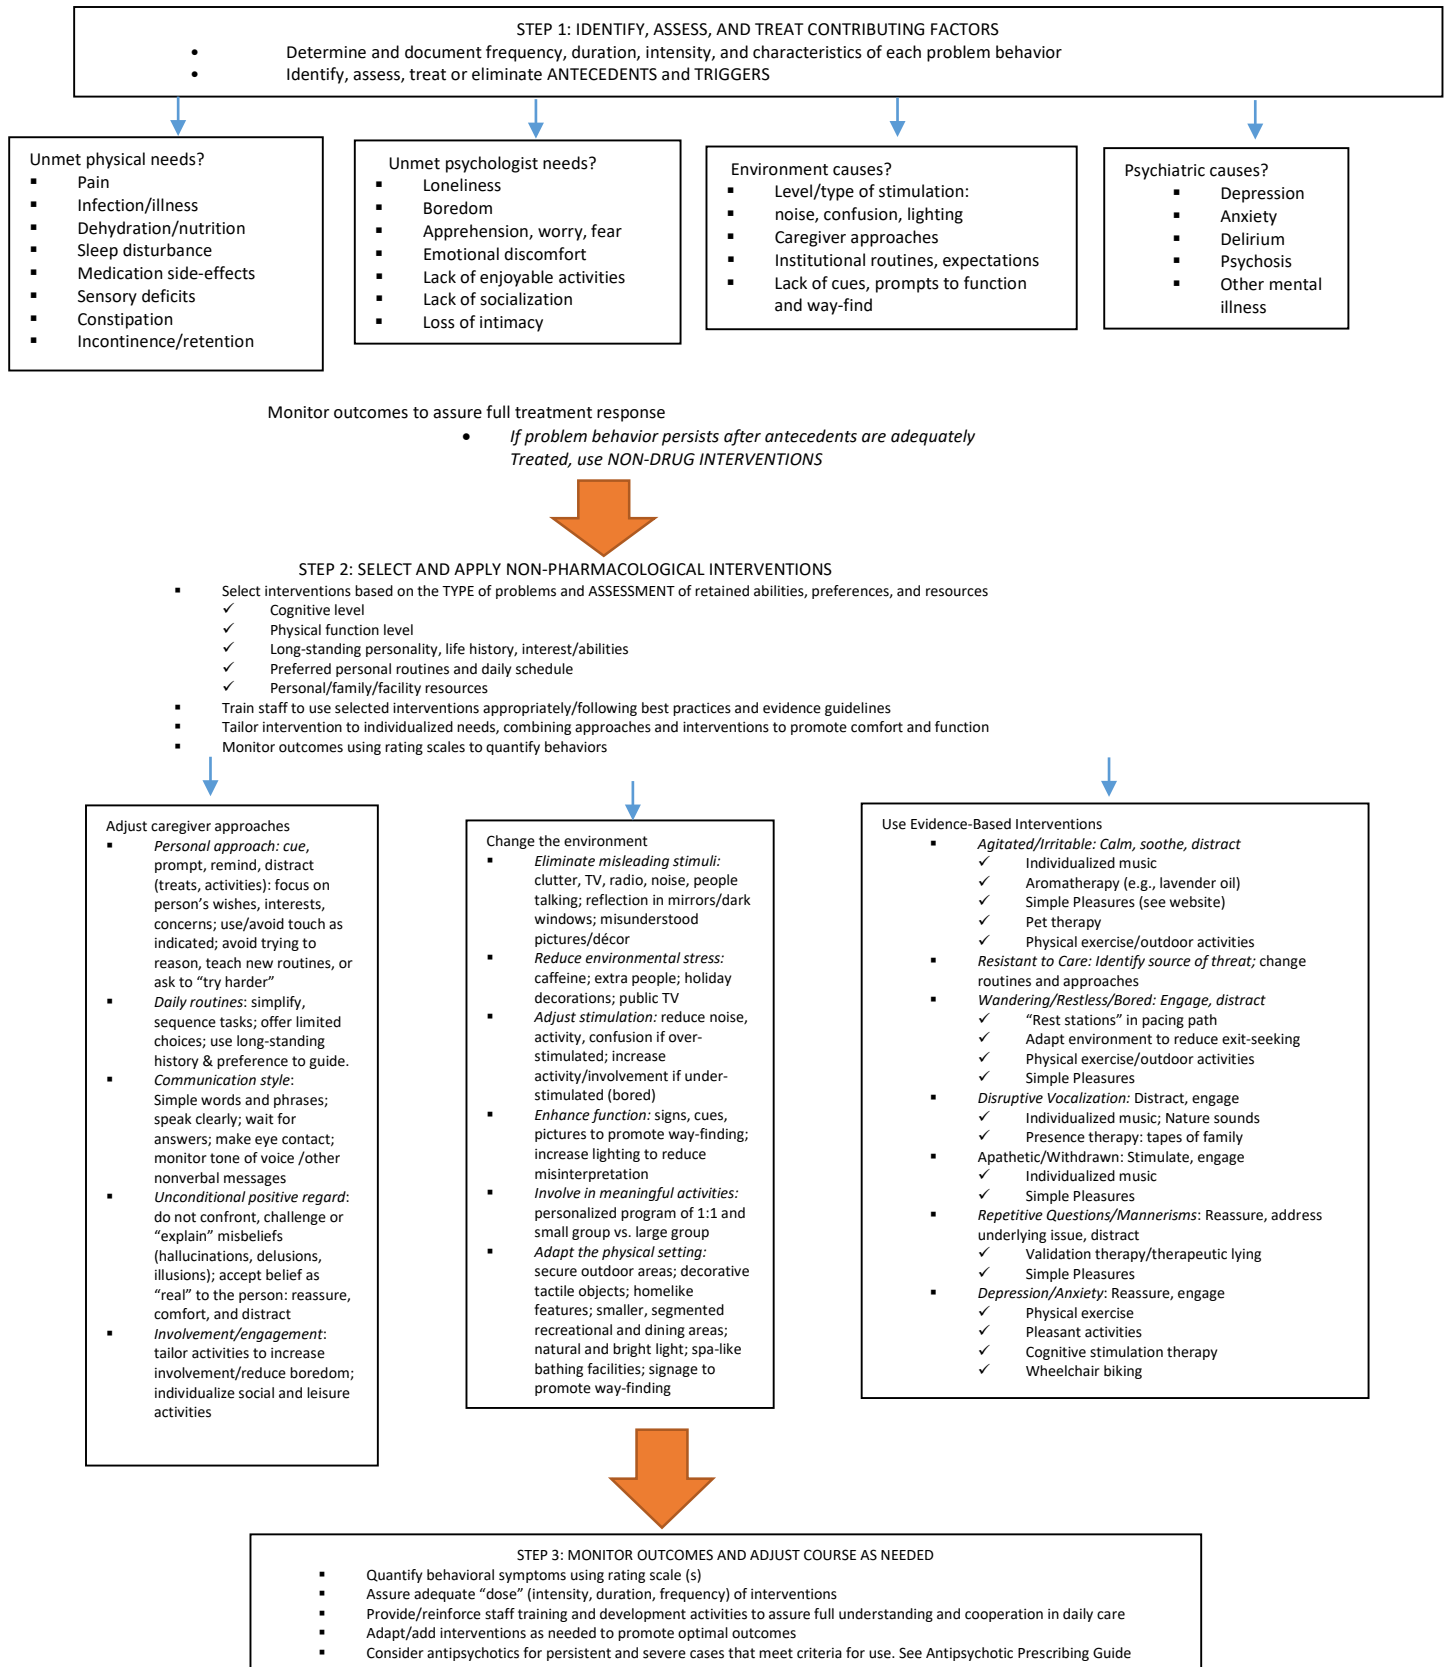 STEP 1: IDENTIFY, ASSESS, AND TREAT CONTRIBUTING FACTORS
• Determine and document frequency, duration, intensity, and characteristics of each problem behavior
• Identify, assess, treat or eliminate ANTECEDENTS and TRIGGERS
Unmet physical needs?
▪ Pain
▪ Infection/illness
▪ Dehydration/nutrition
▪ Sleep disturbance
▪ Medication side-effects
▪ Sensory deficits
▪ Constipation
▪ Incontinence/retention
Unmet psychologist needs?
▪ Loneliness
▪ Boredom
▪ Apprehension, worry, fear
▪ Emotional discomfort
▪ Lack of enjoyable activities
▪ Lack of socialization
▪ Loss of intimacy
Environment causes?
▪ Level/type of stimulation:
▪ noise, confusion, lighting
▪ Caregiver approaches
▪ Institutional routines, expectations
▪ Lack of cues, prompts to function
and way-find
Psychiatric causes?
▪ Depression
▪ Anxiety
▪ Delirium
▪ Psychosis
▪ Other mental
illness
Monitor outcomes to assure full treatment response
• If problem behavior persists after antecedents are adequately
Treated, use NON-DRUG INTERVENTIONS
STEP 2: SELECT AND APPLY NON-PHARMACOLOGICAL INTERVENTIONS
▪ Select interventions based on the TYPE of problems and ASSESSMENT of retained abilities, preferences, and resources
✓ Cognitive level
✓ Physical function level
✓ Long-standing personality, life history, interest/abilities
✓ Preferred personal routines and daily schedule
✓ Personal/family/facility resources
▪ Train staff to use selected interventions appropriately/following best practices and evidence guidelines
▪ Tailor intervention to individualized needs, combining approaches and interventions to promote comfort and function
▪ Monitor outcomes using rating scales to quantify behaviors
Adjust caregiver approaches
▪ Personal approach: cue,
prompt, remind, distract
(treats, activities): focus on
person's wishes, interests,
concerns; use/avoid touch as
indicated; avoid trying to
reason, teach new routines, or
ask to “try harder”
▪ Daily routines: simplify,
sequence tasks; offer limited
choices; use long-standing
history & preference to guide.
▪ Communication style:
Simple words and phrases;
speak clearly; wait for
answers; make eye contact;
monitor tone of voice /other
nonverbal messages
▪ Unconditional positive regard:
do not confront, challenge or
“explain” misbeliefs
(hallucinations, delusions,
illusions); accept belief as
“real” to the person: reassure,
comfort, and distract
▪ Involvement/engagement:
tailor activities to increase
involvement/reduce boredom;
individualize social and leisure
activities
Change the environment
▪ Eliminate misleading stimuli:
clutter, TV, radio, noise, people
talking; reflection in mirrors/dark
windows; misunderstood
pictures/décor
▪ Reduce environmental stress:
caffeine; extra people; holiday
decorations; public TV
▪ Adjust stimulation: reduce noise,
activity, confusion if over-
stimulated; increase
activity/involvement if under-
stimulated (bored)
▪ Enhance function: signs, cues,
pictures to promote way-finding;
increase lighting to reduce
misinterpretation
▪ Involve in meaningful activities:
personalized program of 1:1 and
small group vs. large group
▪ Adapt the physical setting:
secure outdoor areas; decorative
tactile objects; homelike
features; smaller, segmented
recreational and dining areas;
natural and bright light; spa-like
bathing facilities; signage to
promote way-finding
Use Evidence-Based Interventions
▪ Agitated/Irritable: Calm, soothe, distract
✓ Individualized music
✓ Aromatherapy (e.g., lavender oil)
✓ Simple Pleasures (see website)
✓ Pet therapy
✓ Physical exercise/outdoor activities
▪ Resistant to Care: Identify source of threat; change
routines and approaches
▪ Wandering/Restless/Bored: Engage, distract
✓ “Rest stations” in pacing path
✓ Adapt environment to reduce exit-seeking
✓ Physical exercise/outdoor activities
✓ Simple Pleasures
▪ Disruptive Vocalization: Distract, engage
✓ Individualized music; Nature sounds
✓ Presence therapy: tapes of family
▪ Apathetic/Withdrawn: Stimulate, engage
✓ Individualized music
✓ Simple Pleasures
▪ Repetitive Questions/Mannerisms: Reassure, address
underlying issue, distract
✓ Validation therapy/therapeutic lying
✓ Simple Pleasures
▪ Depression/Anxiety: Reassure, engage
✓ Physical exercise
✓ Pleasant activities
✓ Cognitive stimulation therapy
✓ Wheelchair biking
STEP 3: MONITOR OUTCOMES AND ADJUST COURSE AS NEEDED
▪ Quantify behavioral symptoms using rating scale (s)
▪ Assure adequate “dose” (intensity, duration, frequency) of interventions
▪ Provide/reinforce staff training and development activities to assure full understanding and cooperation in daily care
▪ Adapt/add interventions as needed to promote optimal outcomes
▪ Consider antipsychotics for persistent and severe cases that meet criteria for use. See Antipsychotic Prescribing Guide